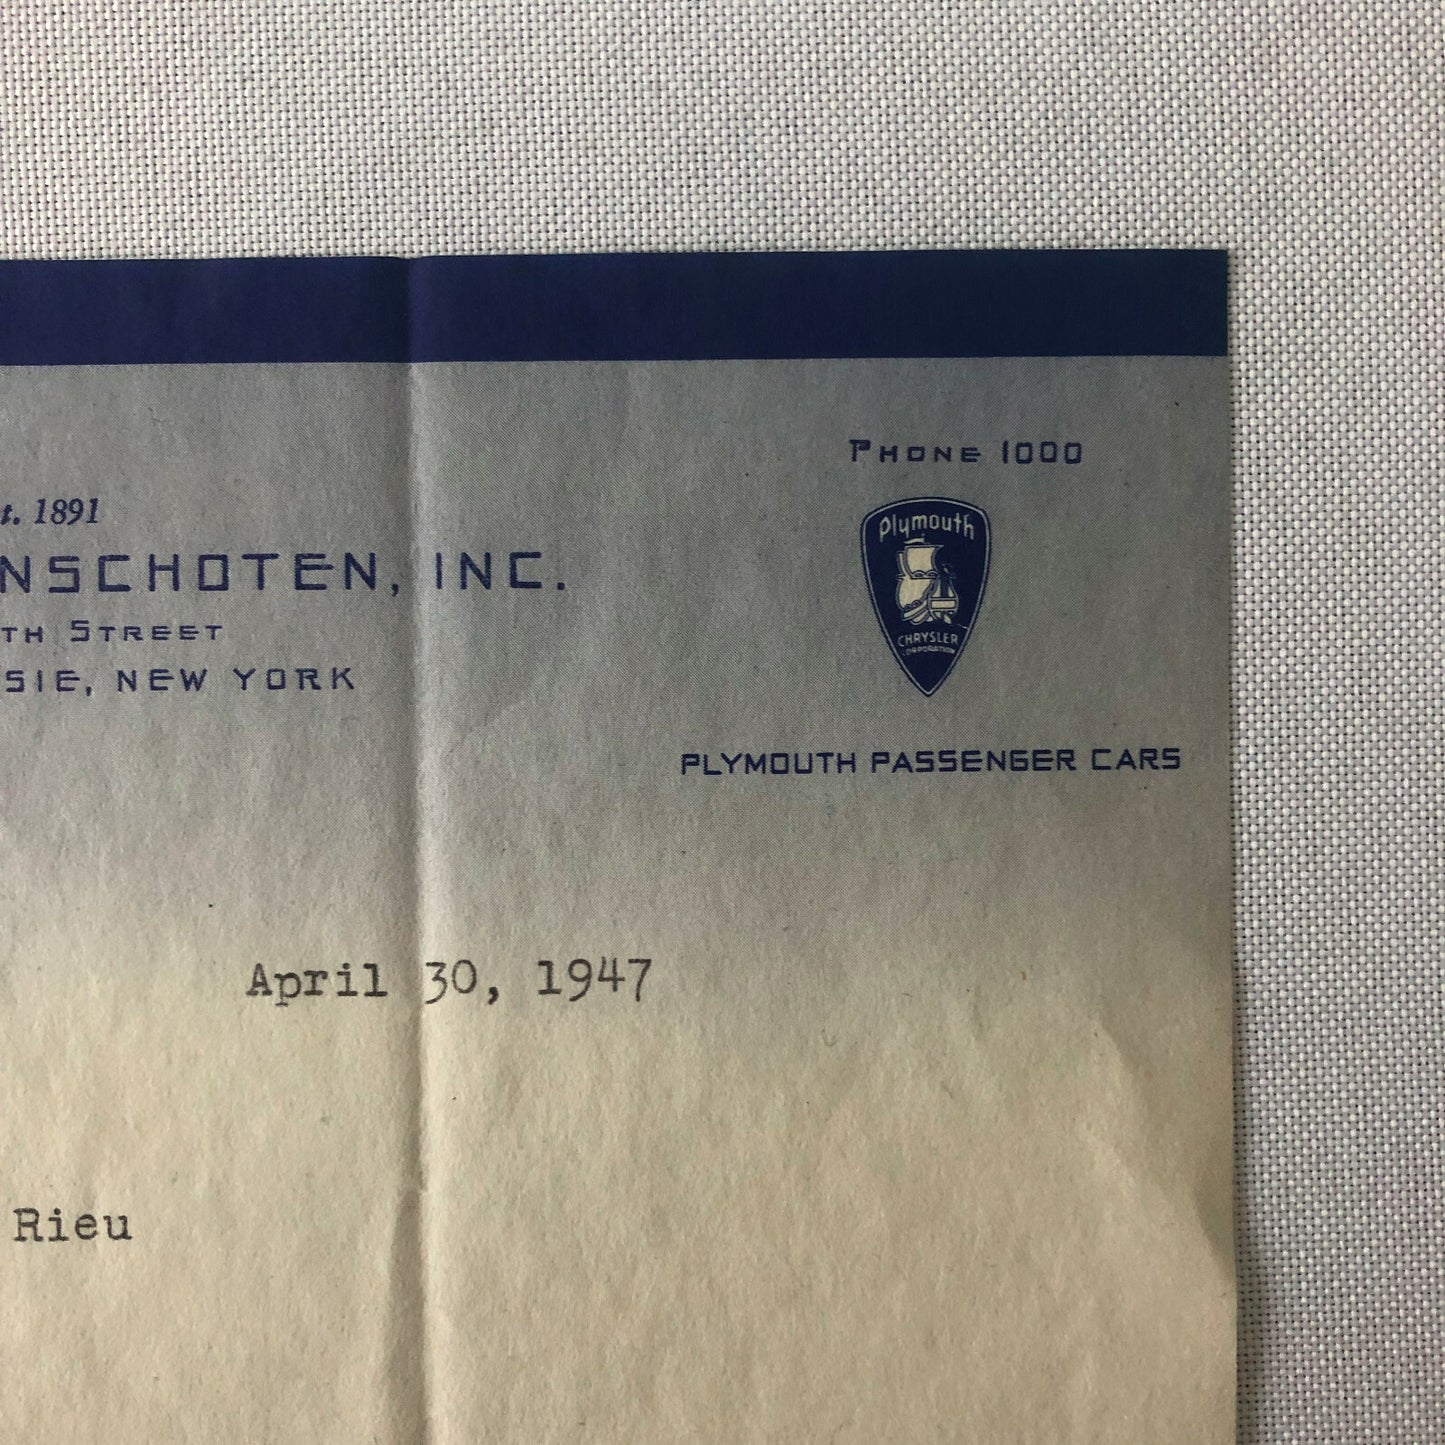 Phone 1000
t. 1891
Plymouth
NSCHOTEN, INC.
TH STREET
CHRYSLER
CORPORATION
SIE, NEW YORK
PLYMOUTH PASSENGER CARS
April 30, 1947
Rieu